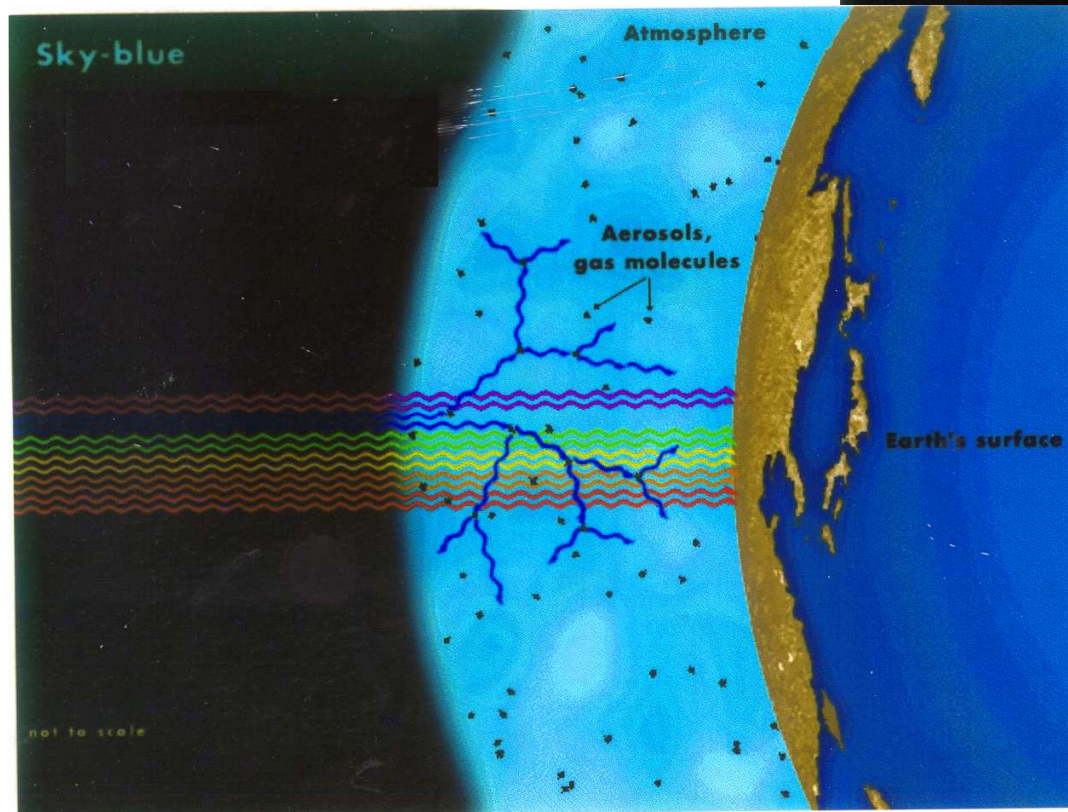 Sky-blue
Atmosphere
Aerosols,
gas molecules
Earth's surface
not to scale